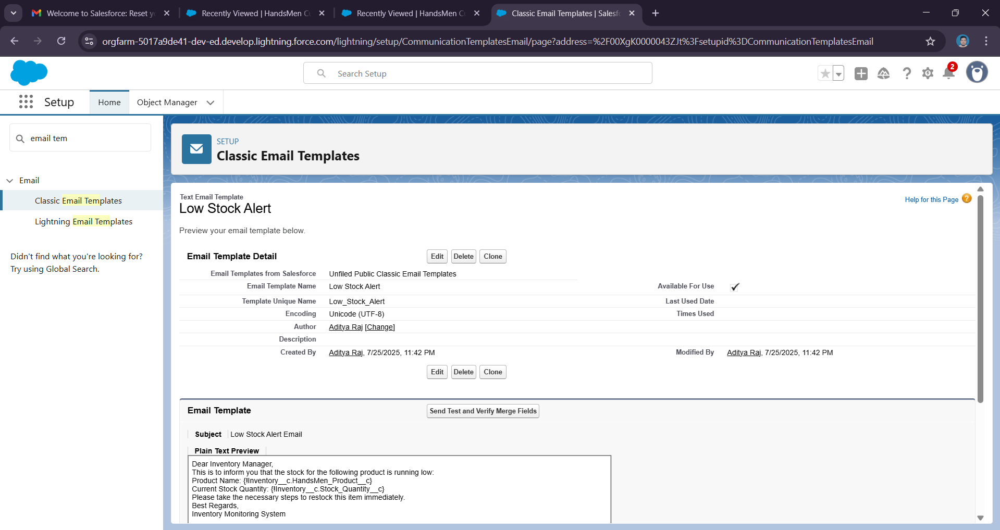 Welcome to Salesforce: Reset yo
Recently Viewed | HandsMen Cu
Recently Viewed | HandsMen Cu
Classic Email Templates | Salesfo
orgfarm-5017a9de41-dev-ed.develop.lightning.force.com/lightning/setup/CommunicationTemplatesEmail/page?address=%2F00XgK0000043ZJt%3Fsetupid%3DCommunicationTemplatesEmail
Search Setup
2
Setup
Home
Object Manager
email tem
Email
Classic Email Templates
Lightning Email Templates
Didn't find what you're looking for?
Try using Global Search.
SETUP
Classic Email Templates
Text Email Template
Low Stock Alert
Help for this Page ?
Preview your email template below.
Email Template Detail
Edit Delete Clone
Email Templates from Salesforce Unfiled Public Classic Email Templates
Email Template Name Low Stock Alert Available For Use
Template Unique Name Low_Stock_Alert Last Used Date
Encoding Unicode (UTF-8) Times Used
Author Aditya Raj [Change]
Description
Created By Aditya Raj, 7/25/2025, 11:42 PM Modified By Aditya Raj, 7/25/2025, 11:42 PM
Edit Delete Clone
Email Template Send Test and Verify Merge Fields
Subject Low Stock Alert Email
Plain Text Preview
Dear Inventory Manager,
This is to inform you that the stock for the following product is running low:
Product Name: {!Inventory__c.HandsMen_Product__c}
Current Stock Quantity: {!Inventory__c.Stock_Quantity__c}
Please take the necessary steps to restock this item immediately.
Best Regards,
Inventory Monitoring System